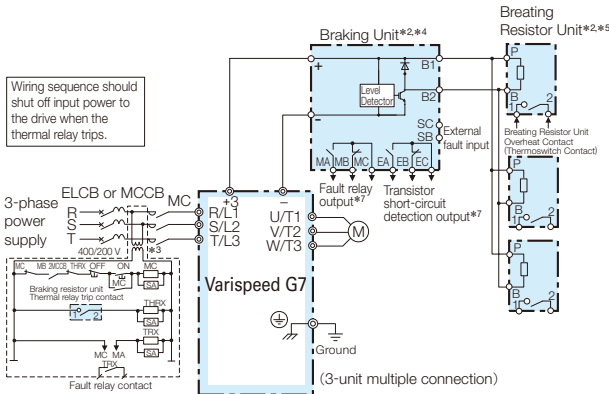 Breating
Resistor Unit*2,*5
Braking Unit*2,*4
P
B
1 2
Breating Resistor Unit
Overheat Contact
(Thermoswitch Contact)
P
B
1 2
P
B
1 2
+
−
Level
Detector
B1
B2
SC
SB
External
fault input
MA MB MC EA EB EC
Fault relay
output*7
Transistor
short-circuit
detection output*7
Wiring sequence should
shut off input power to
the drive when the
thermal relay trips.
ELCB or MCCB MC
3-phase
power
supply
R
S
T
400/200 V
*3
+3 −
R/L1
S/L2
T/L3
U/T1
V/T2
W/T3
M
Varispeed G7
Ground
(3-unit multiple connection)
MC MB 2MCCB THRX OFF ON MC
MC
SA
Braking resistor unit
Thermal relay trip contact
1 2
THRX
SA
TRX
SA
MC MA
TRX
Fault relay contact